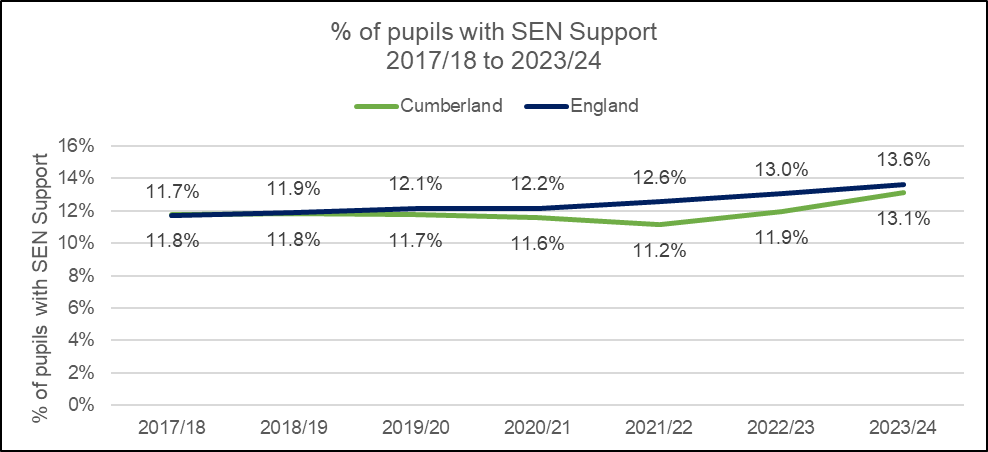 % of pupils with SEN Support
2017/18 to 2023/24
Cumberland England
% of pupils with SEN Support
16%
14%
12%
10%
8%
6%
4%
2%
0%
11.7% 11.9% 12.1% 12.2% 12.6% 13.0% 13.6%
11.8% 11.8% 11.7% 11.6% 11.2% 11.9% 13.1%
2017/18 2018/19 2019/20 2020/21 2021/22 2022/23 2023/24